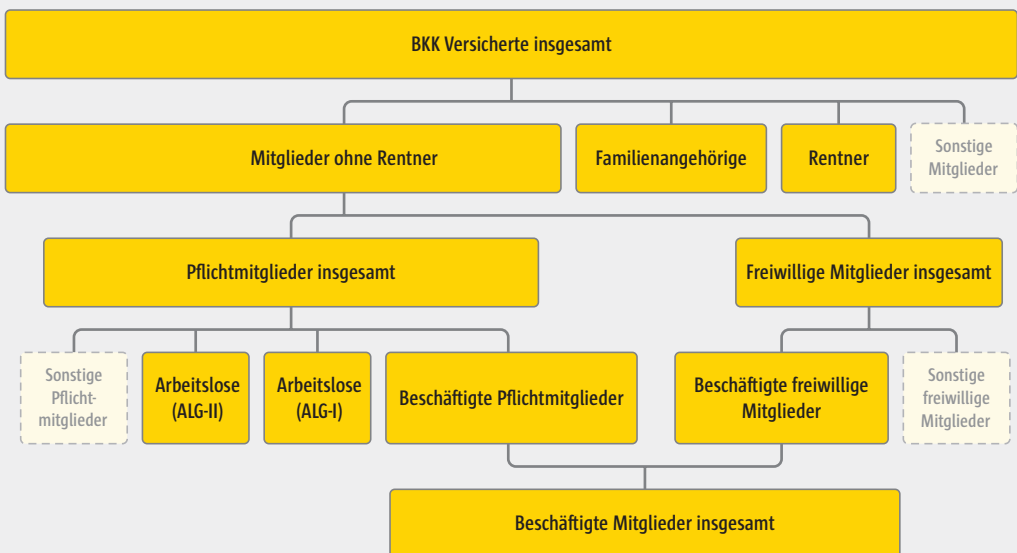 BKK Versicherte insgesamt
Mitglieder ohne Rentner
Familienangehörige
Rentner
Sonstige
Mitglieder
Pflichtmitglieder insgesamt
Freiwillige Mitglieder insgesamt
Sonstige
Pflicht-
mitglieder
Arbeitslose
(ALG-II)
Arbeitslose
(ALG-I)
Beschäftigte Pflichtmitglieder
Beschäftigte freiwillige
Mitglieder
Sonstige
freiwillige
Mitglieder
Beschäftigte Mitglieder insgesamt